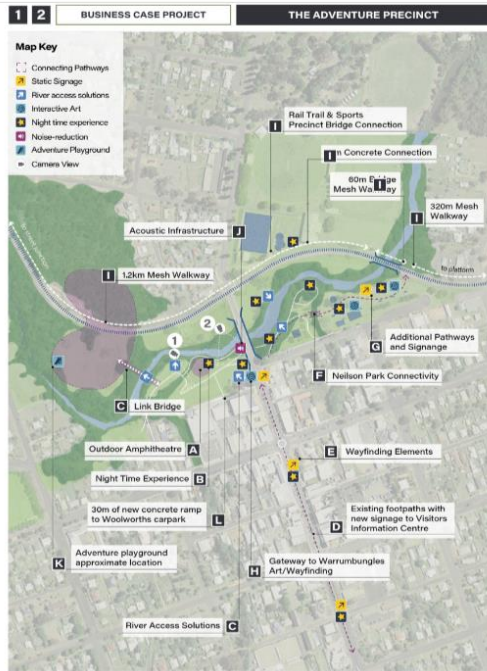 1 2 BUSINESS CASE PROJECT THE ADVENTURE PRECINCT
Map Key
Connecting Pathways
Static Signage
River access solutions
Interactive Art
Night time experience
Noise-reduction
Adventure Playground
Camera View
I
Rail Trail & Sports
Precinct Bridge Connection
I
m Concrete Connection
60m
Mesh
I
320m Mesh
Walkway
I
Acoustic Infrastructure
J
I
1.2km Mesh Walkway
to platform
1
2
G
Additional Pathways
and Signange
F
Neilson Park Connectivity
C
Link Bridge
Outdoor Amphitheatre
A
E
Wayfinding Elements
Night Time Experience
B
30m of new concrete ramp
to Woolworths carpark
L
D
Existing footpaths with
new signage to Visitors
Information Centre
K
Adventure playground
approximate location
H
Gateway to Warrumbungles
Art/Wayfinding
River Access Solutions
C